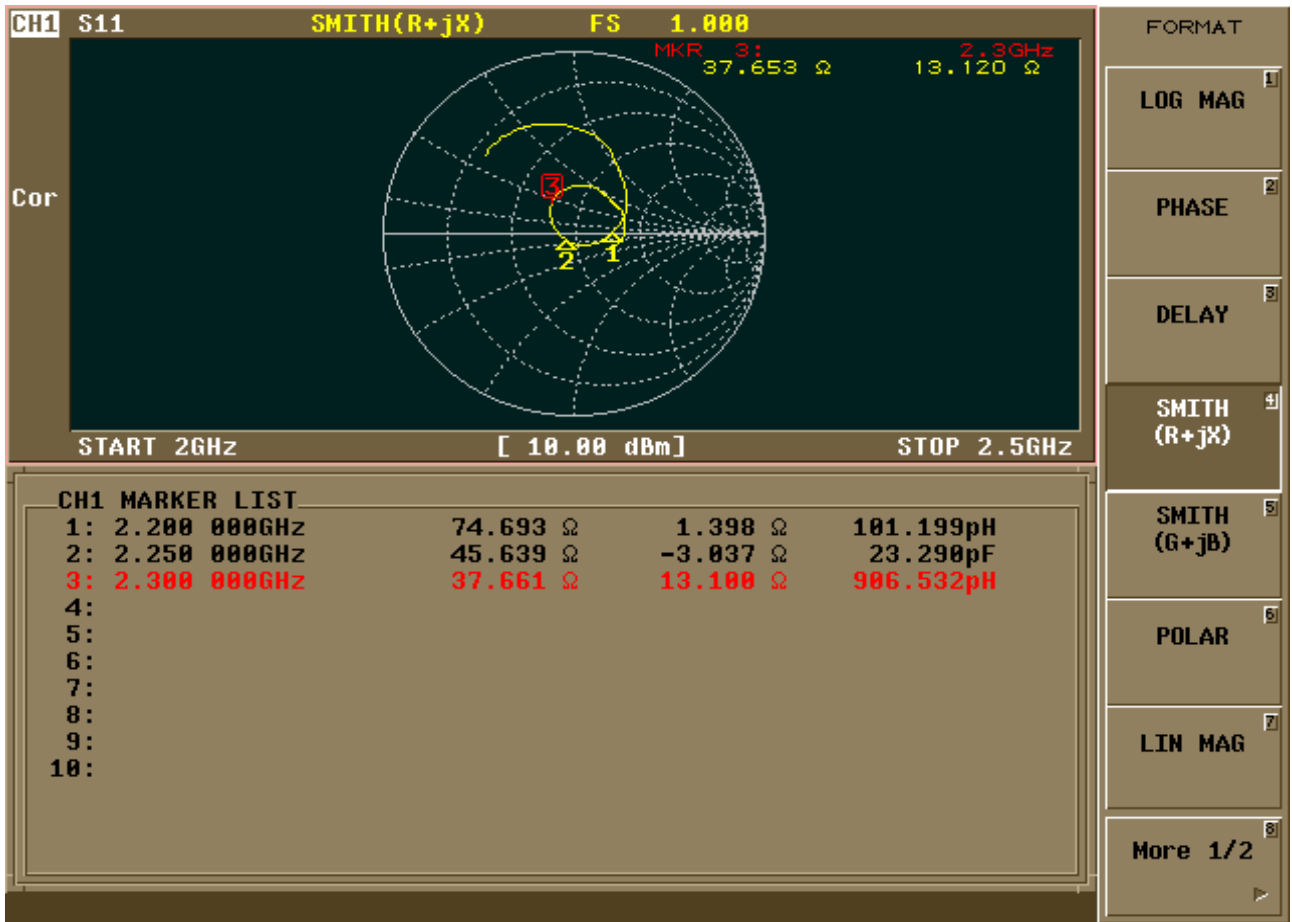 CH1 S11 SMITH(R+jX) FS 1.000
MKR 3: 2.3GHz
37.653 Ω 13.120 Ω
Cor
3
2
1
START 2GHz [ 10.00 dBm] STOP 2.5GHz
CH1 MARKER LIST
1: 2.200 000GHz 74.693 Ω 1.398 Ω 101.199pH
2: 2.250 000GHz 45.639 Ω -3.037 Ω 23.290pF
3: 2.300 000GHz 37.661 Ω 13.100 Ω 906.532pH
4:
5:
6:
7:
8:
9:
10:
FORMAT
1
LOG MAG
2
PHASE
3
DELAY
4
SMITH
(R+jX)
5
SMITH
(G+jB)
6
POLAR
7
LIN MAG
8
More 1/2